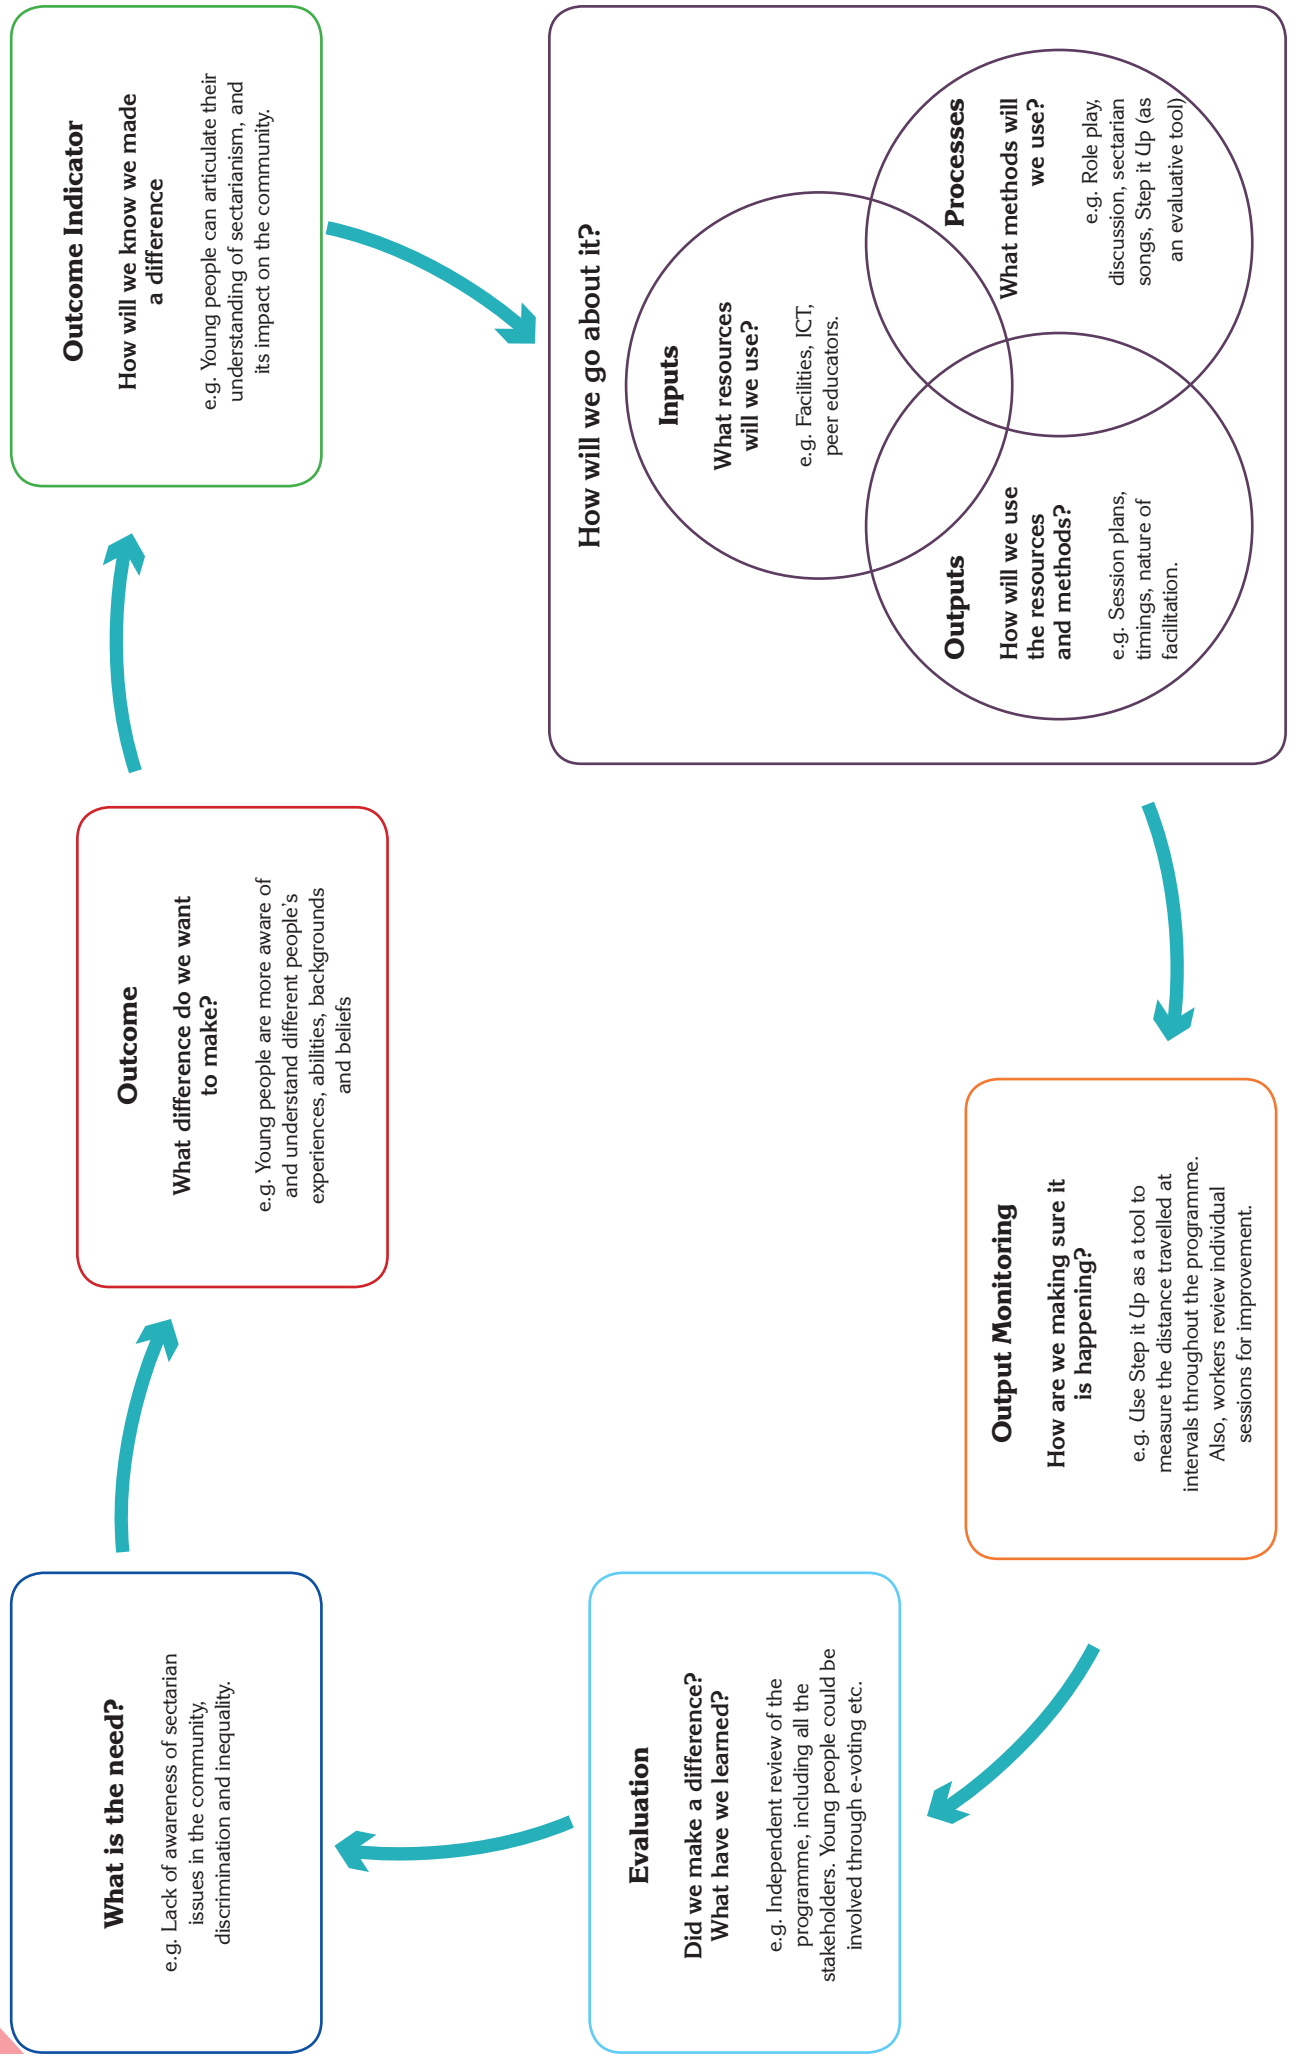 What is the need?
e.g. Lack of awareness of sectarian
issues in the community,
discrimination and inequality.
Outcome
What difference do we want
to make?
e.g. Young people are more aware of
and understand different people's
experiences, abilities, backgrounds
and beliefs
Outcome Indicator
How will we know we made
a difference
e.g. Young people can articulate their
understanding of sectarianism, and
its impact on the community.
How will we go about it?
Inputs
What resources
will we use?
e.g. Facilities, ICT,
peer educators.
Processes
What methods will
we use?
e.g. Role play,
discussion, sectarian
songs, Step it Up (as
an evaluative tool)
Outputs
How will we use
the resources
and methods?
e.g. Session plans,
timings, nature of
facilitation.
Output Monitoring
How are we making sure it
is happening?
e.g. Use Step it Up as a tool to
measure the distance travelled at
intervals throughout the programme.
Also, workers review individual
sessions for improvement.
Evaluation
Did we make a difference?
What have we learned?
e.g. Independent review of the
programme, including all the
stakeholders. Young people could be
involved through e-voting etc.